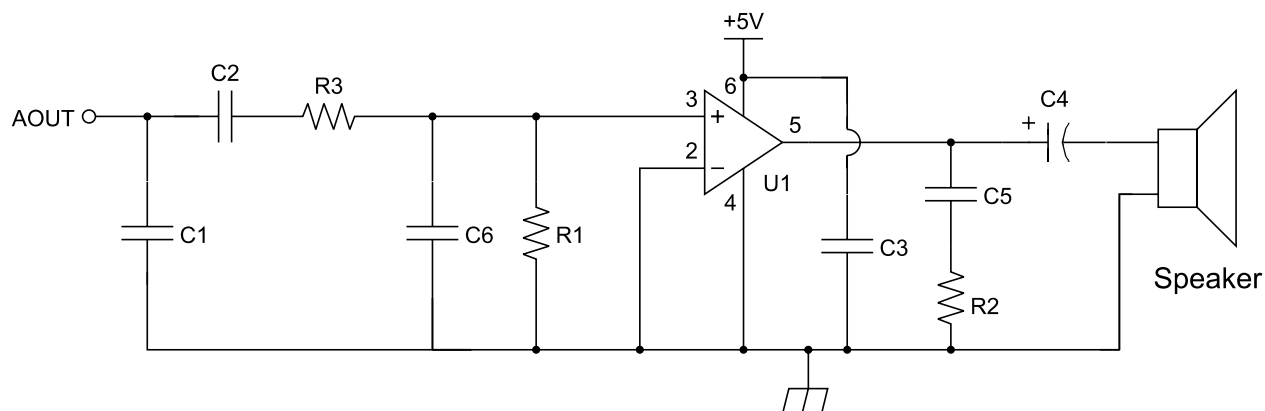 +5V
C2
R3
AOUT
3
+
6
2
−
5
U1
4
C4
+
C1
C6
R1
C3
C5
R2
Speaker